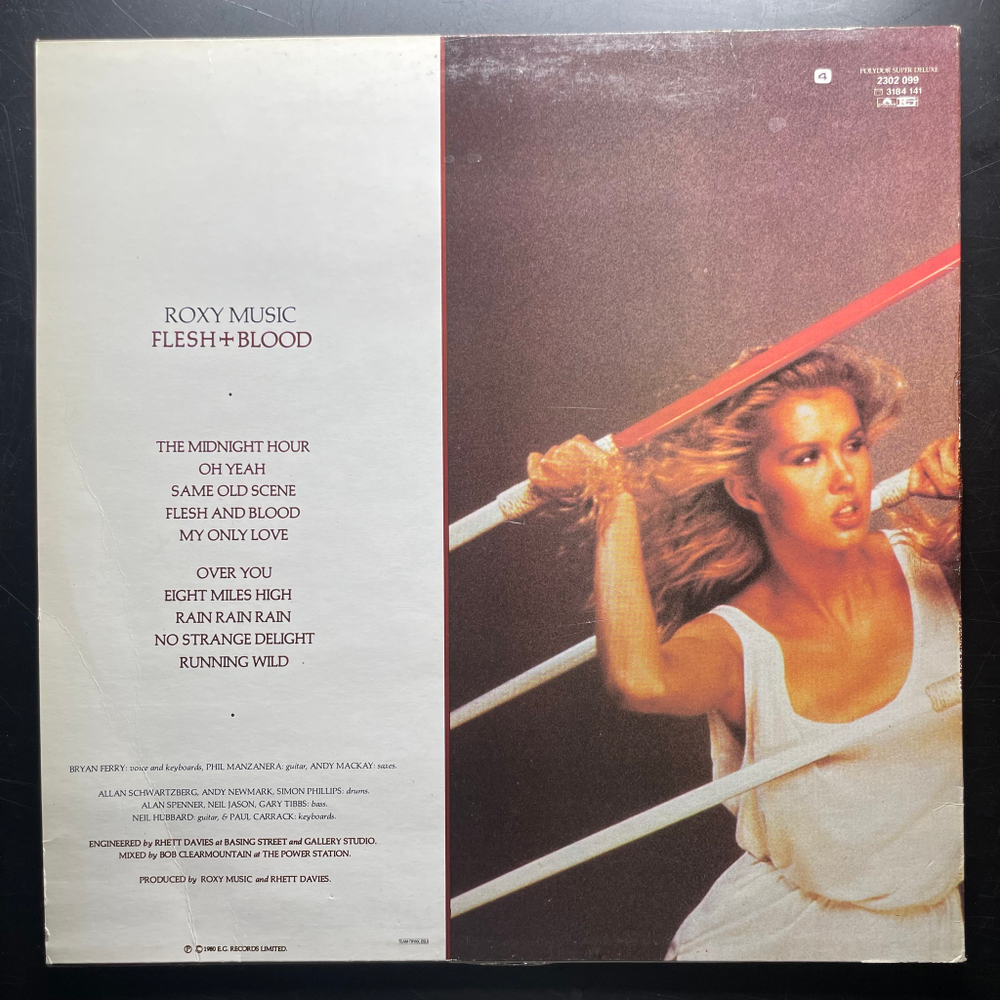 ROXY MUSIC
FLESH+BLOOD
THE MIDNIGHT HOUR
OH YEAH
SAME OLD SCENE
FLESH AND BLOOD
MY ONLY LOVE
OVER YOU
EIGHT MILES HIGH
RAIN RAIN RAIN
NO STRANGE DELIGHT
RUNNING WILD
BRYAN FERRY: voice and keyboards, PHIL MANZANERA: guitar, ANDY MACKAY: saxes.
ALLAN SCHWARTZBERG, ANDY NEWMARK, SIMON PHILLIPS: drums.
ALAN SPENNER, NEIL JASON, GARY TIBBS: bass.
NEIL HUBBARD: guitar, & PAUL CARRACK: keyboards.
ENGINEERED by RHETT DAVIES at BASING STREET and GALLERY STUDIO.
MIXED by BOB CLEARMOUNTAIN at THE POWER STATION.
PRODUCED by ROXY MUSIC and RHETT DAVIES.
℗ ©1980 E.G. RECORDS LIMITED.
4
POLYDOR SUPER DELUXE
2302 099
3184 141